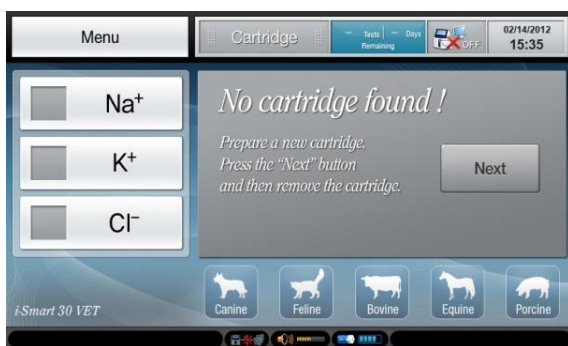 Menu
Cartridge
– Tests – Days
Remaining
OFF
02/14/2012
15:35
Na⁺
K⁺
Cl⁻
No cartridge found !
Prepare a new cartridge.
Press the “Next” button
and then remove the cartridge.
Next
i-Smart 30 VET
Canine
Feline
Bovine
Equine
Porcine